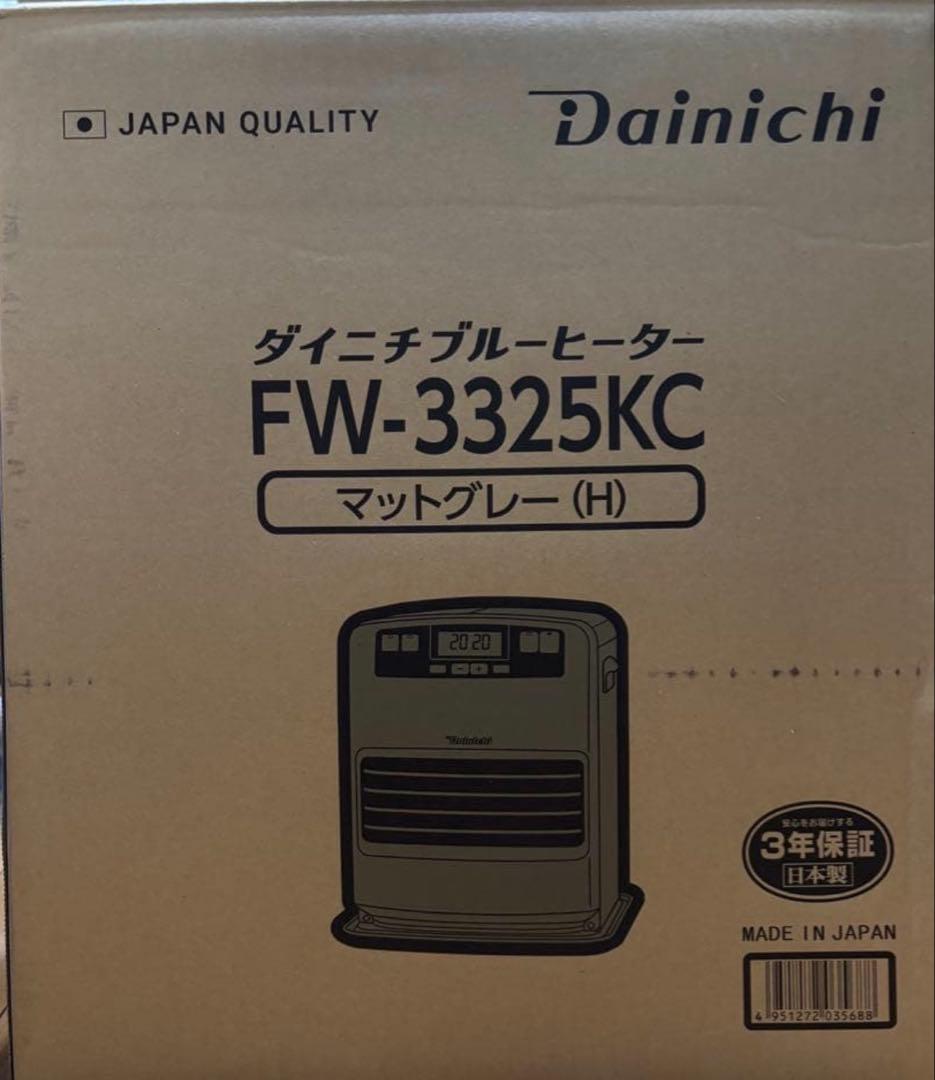 JAPAN QUALITY
Dainichi
ダイニチブルーヒーター
FW-3325KC
マットグレー(H)
20 20
Dainichi
安心をお届けする
3年保証
日本製
MADE IN JAPAN
4 951272 035688